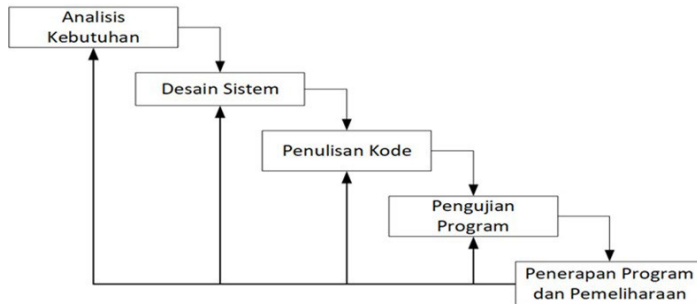 Analisis
Kebutuhan
Desain Sistem
Penulisan Kode
Pengujian
Program
Penerapan Program
dan Pemeliharaan